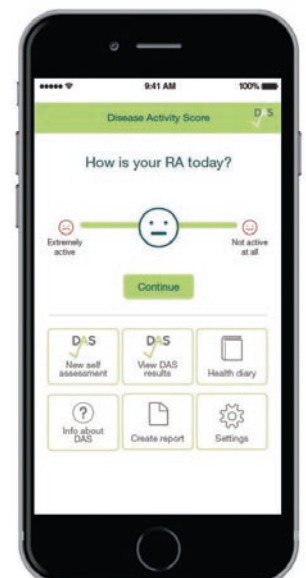 9:41 AM
100%
Disease Activity Score
DAS
How is your RA today?
Extremely
active
Not active
at all
Continue
DAS
New self
assessment
DAS
View DAS
results
Health diary
?
Info about
DAS
Create report
Settings